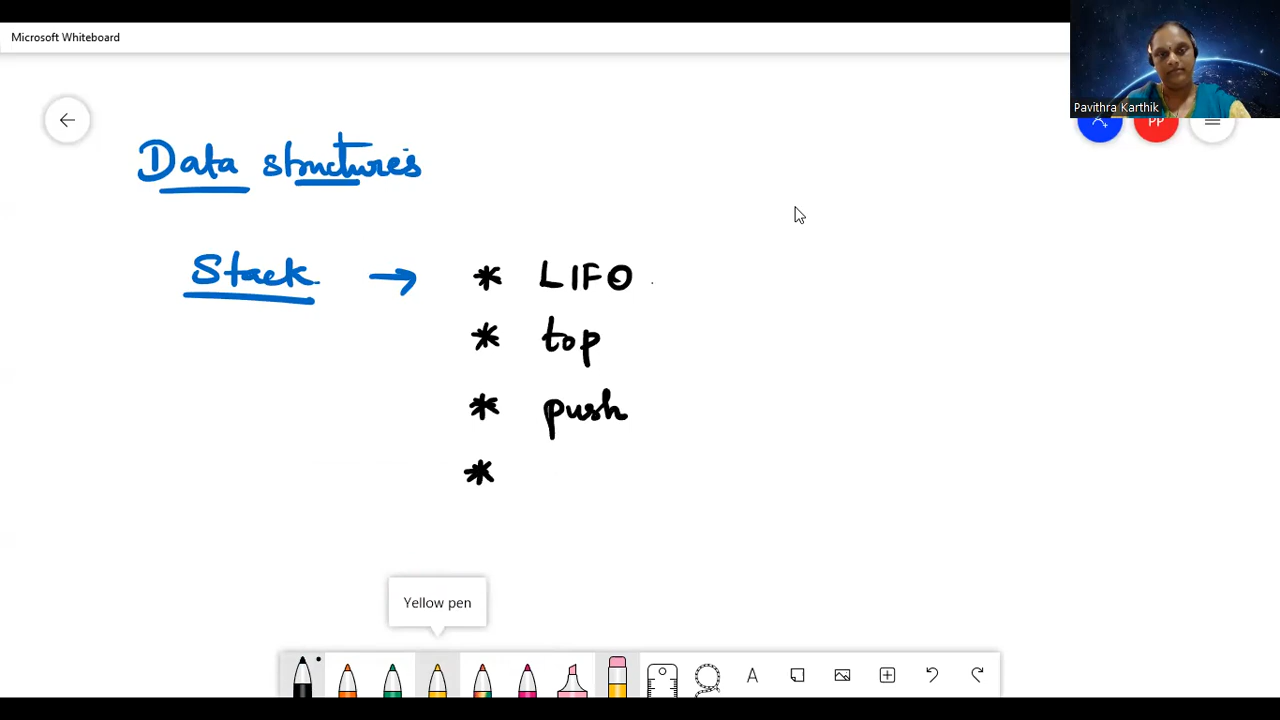 Microsoft Whiteboard
Pavithra Karthik
PP
Data structures
Stack → * LIFO
* top
* push
*
Yellow pen
A